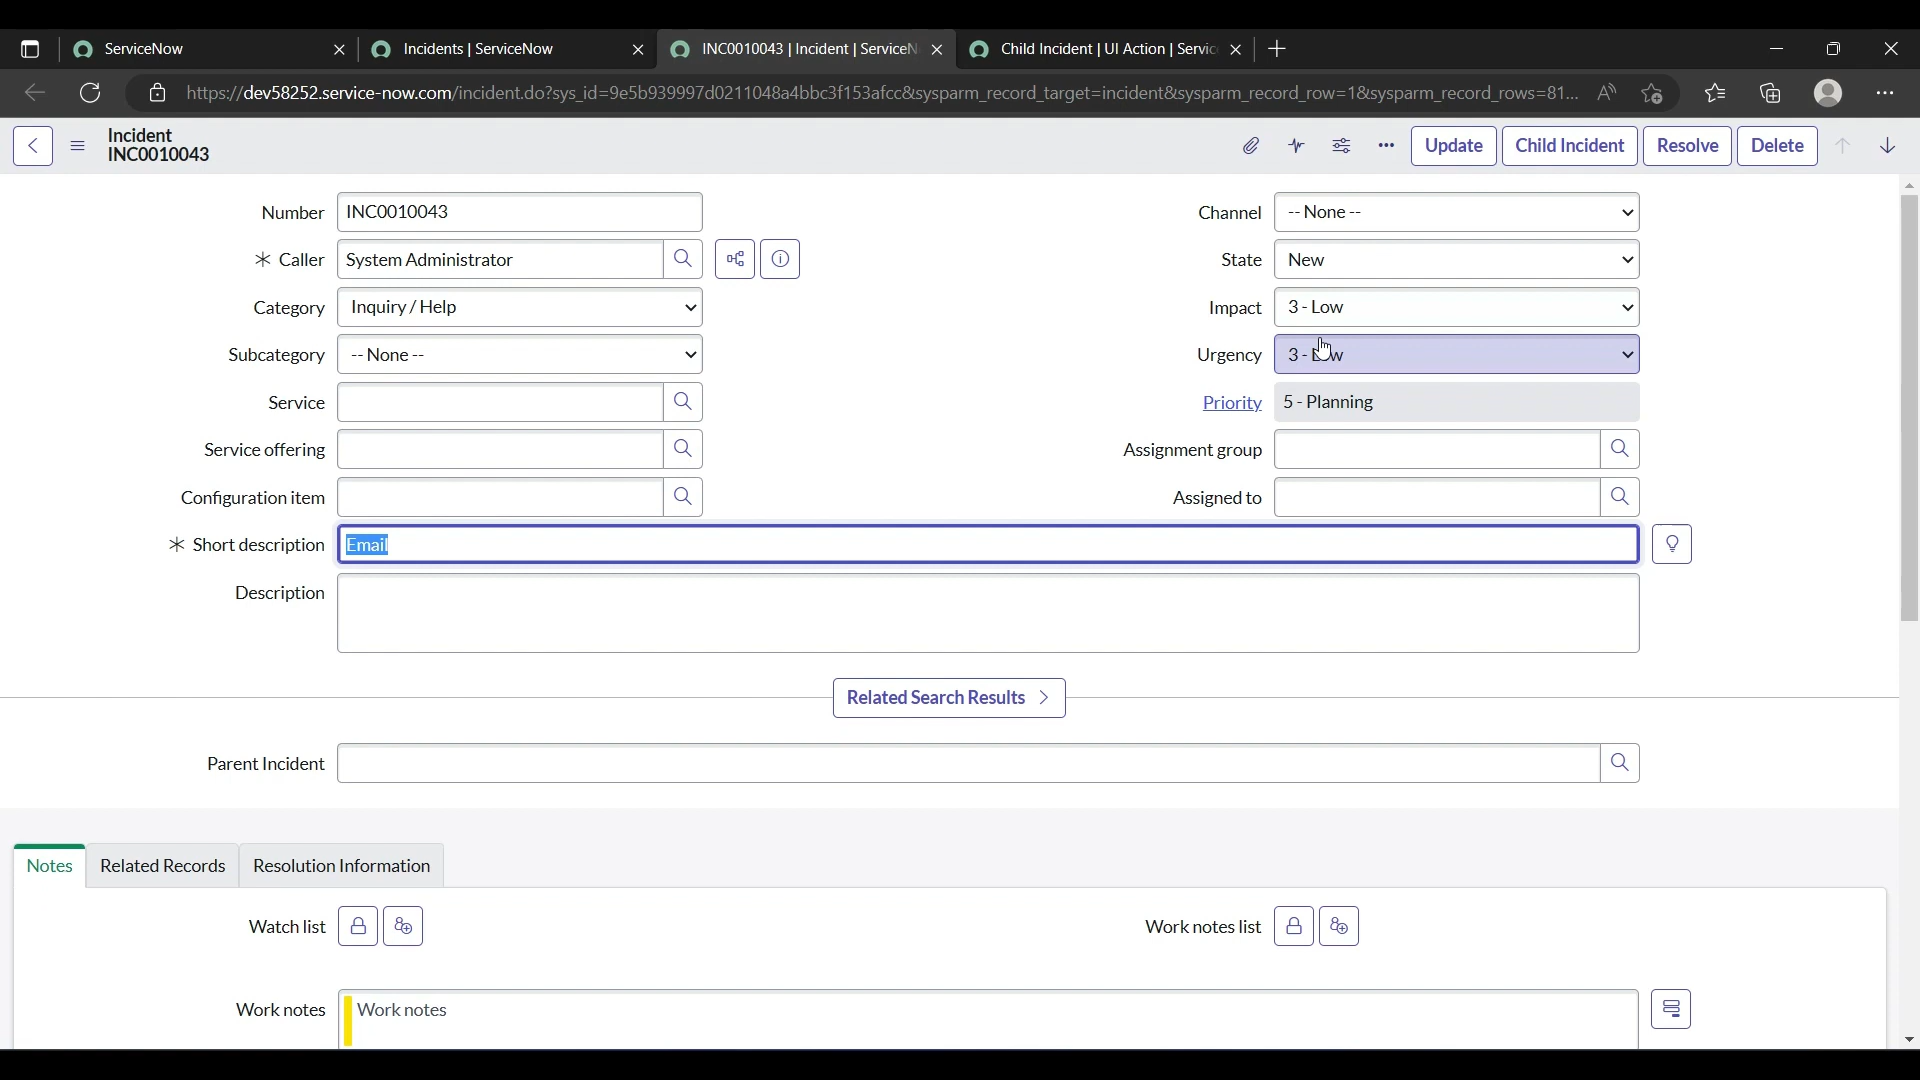 ServiceNow
Incidents | ServiceNow
INC0010043 | Incident | ServiceN
Child Incident | UI Action | Servic
https://dev58252.service-now.com/incident.do?sys_id=9e5b939997d0211048a4bbc3f153afcc&sysparm_record_target=incident&sysparm_record_row=1&sysparm_record_rows=81...
Incident
INC0010043
Update
Child Incident
Resolve
Delete
Number INC0010043
Channel -- None --
* Caller System Administrator
State New
Category Inquiry / Help
Impact 3 - Low
Subcategory -- None --
Urgency 3 - Low
Service
Priority 5 - Planning
Service offering
Assignment group
Configuration item
Assigned to
* Short description Email
Description
Related Search Results >
Parent Incident
Notes
Related Records
Resolution Information
Watch list
Work notes list
Work notes Work notes